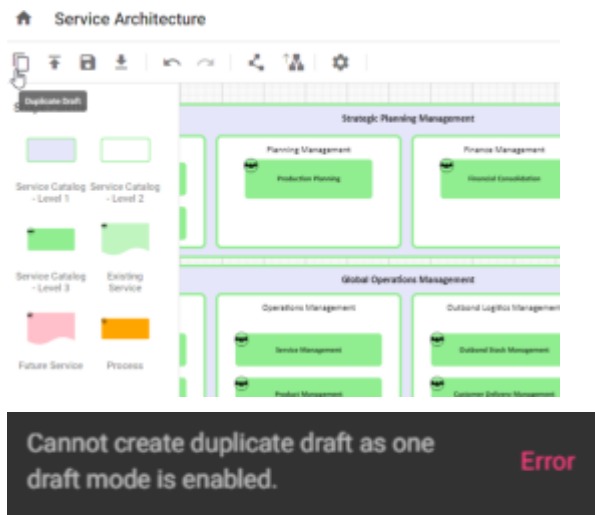 Service Architecture
Duplicate Draft
Strategic Planning Management
Planning Management
Finance Management
Production Planning
Financial Consolidation
Service Catalog Service Catalog
- Level 1 - Level 2
Global Operations Management
Service Catalog Existing
- Level 3 Service
Operations Management
Outbond Logitics Management
Service Management
Outbond Stock Management
Future Service Process
Product Management
Customer Delivery Management
Cannot create duplicate draft as one
draft mode is enabled.
Error